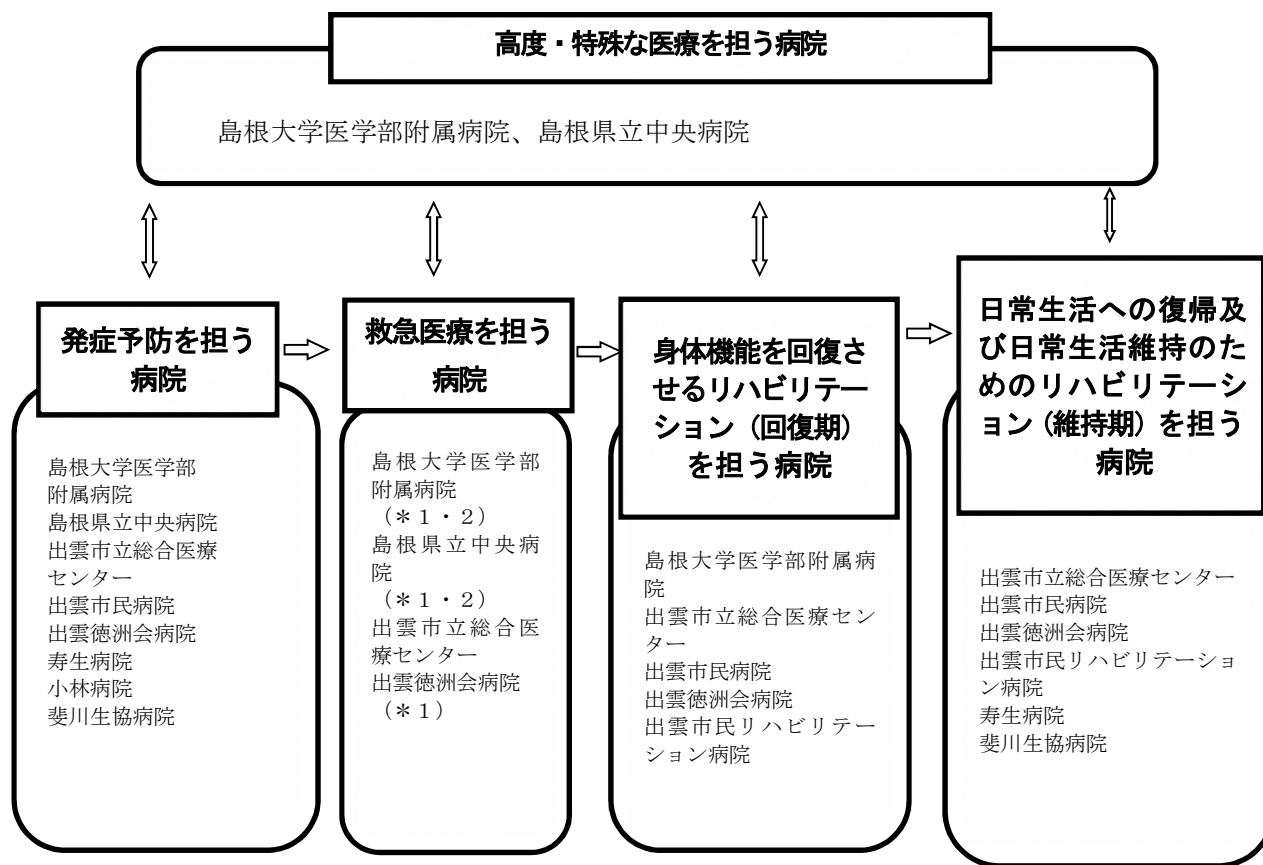 高度・特殊な医療を担う病院
島根大学医学部附属病院、島根県立中央病院
発症予防を担う
病院
島根大学医学部
附属病院
島根県立中央病院
出雲市立総合医療
センター
出雲市民病院
出雲徳洲会病院
寿生病院
小林病院
斐川生協病院
救急医療を担う
病院
島根大学医学部
附属病院
（＊１・２）
島根県立中央病
院
（＊１・２）
出雲市立総合医
療センター
出雲徳洲会病院
（＊１）
身体機能を回復さ
せるリハビリテー
ション（回復期）
を担う病院
島根大学医学部附属病
院
出雲市立総合医療セン
ター
出雲市民病院
出雲徳洲会病院
出雲市民リハビリテー
ション病院
日常生活への復帰及
び日常生活維持のた
めのリハビリテーシ
ョン（維持期）を担う
病院
出雲市立総合医療センター
出雲市民病院
出雲徳洲会病院
出雲市民リハビリテーショ
ン病院
寿生病院
斐川生協病院